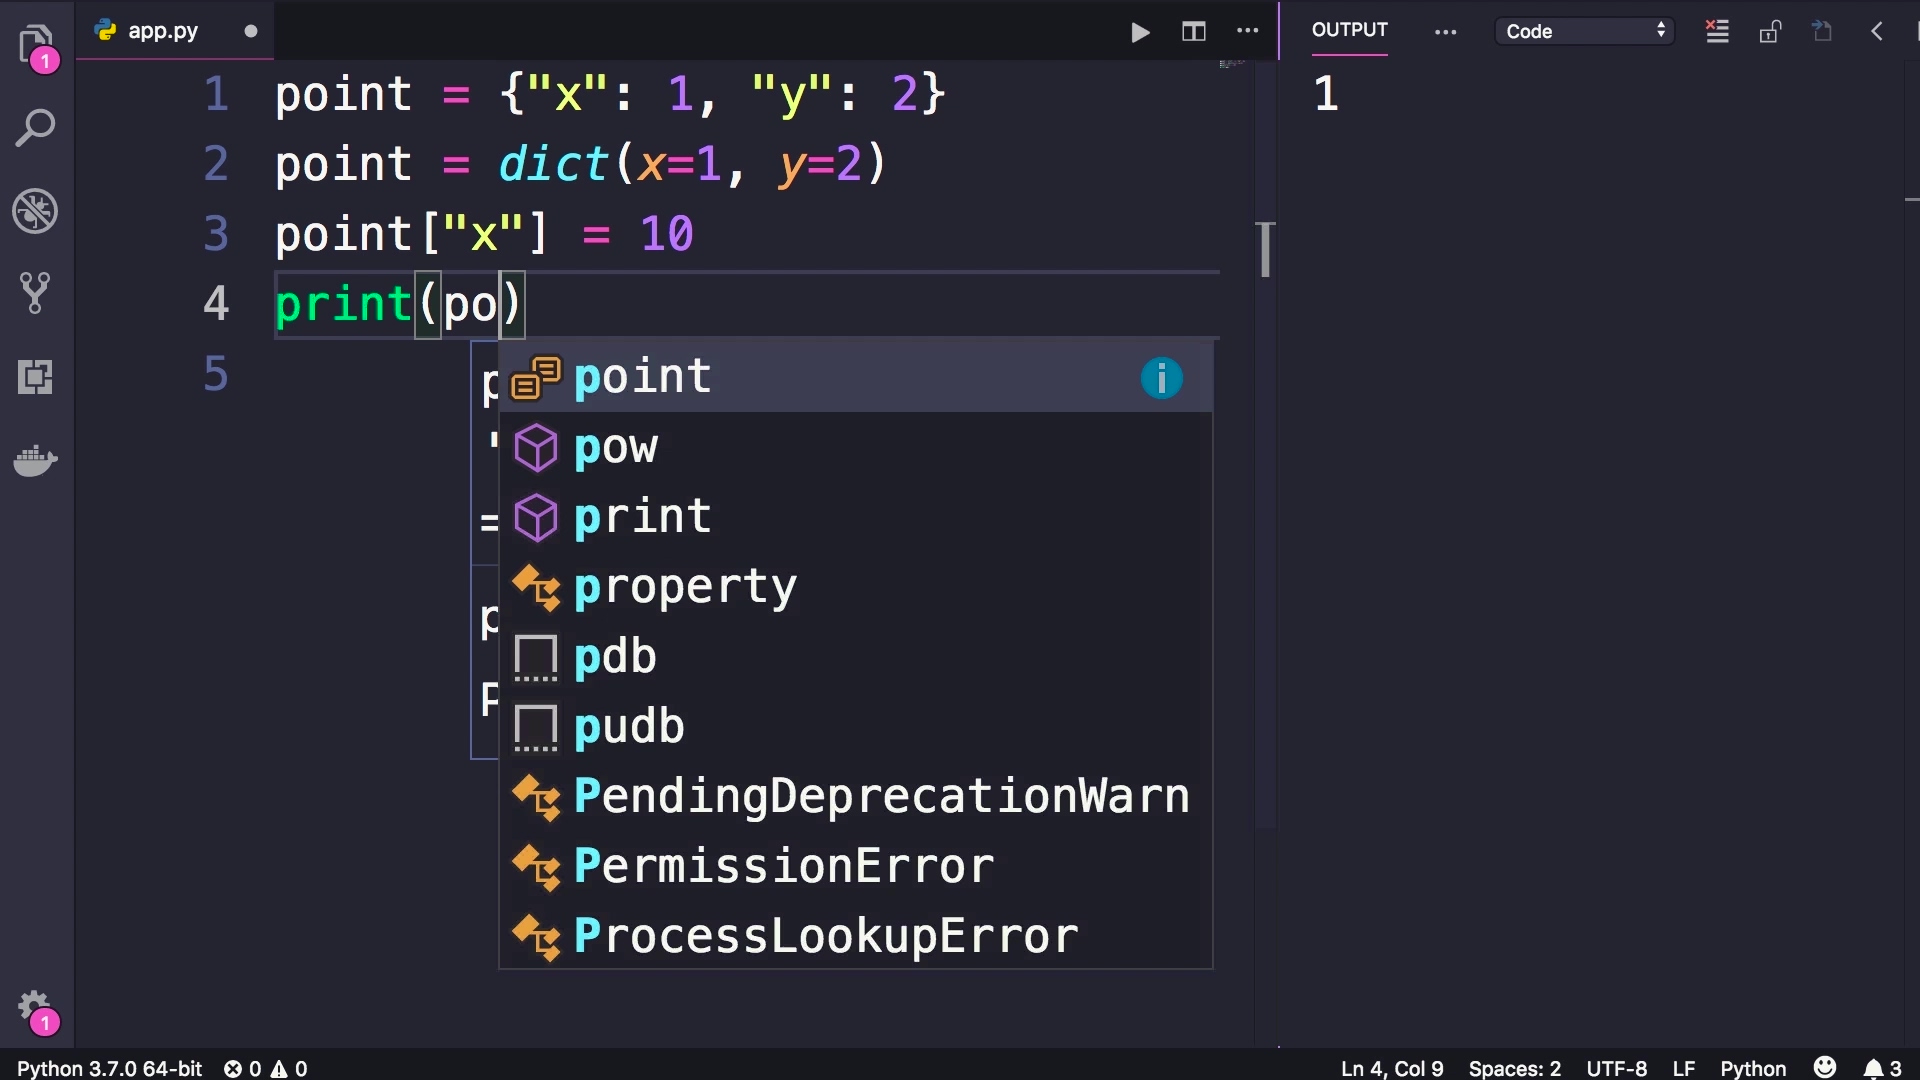 app.py
OUTPUT
Code
1 point = {"x": 1, "y": 2}
2 point = dict(x=1, y=2)
3 point["x"] = 10
4 print(po)
5
1
point
pow
print
property
pdb
pudb
PendingDeprecationWarn
PermissionError
ProcessLookupError
1
1
Python 3.7.0 64-bit 0 0 Ln 4, Col 9 Spaces: 2 UTF-8 LF Python 3